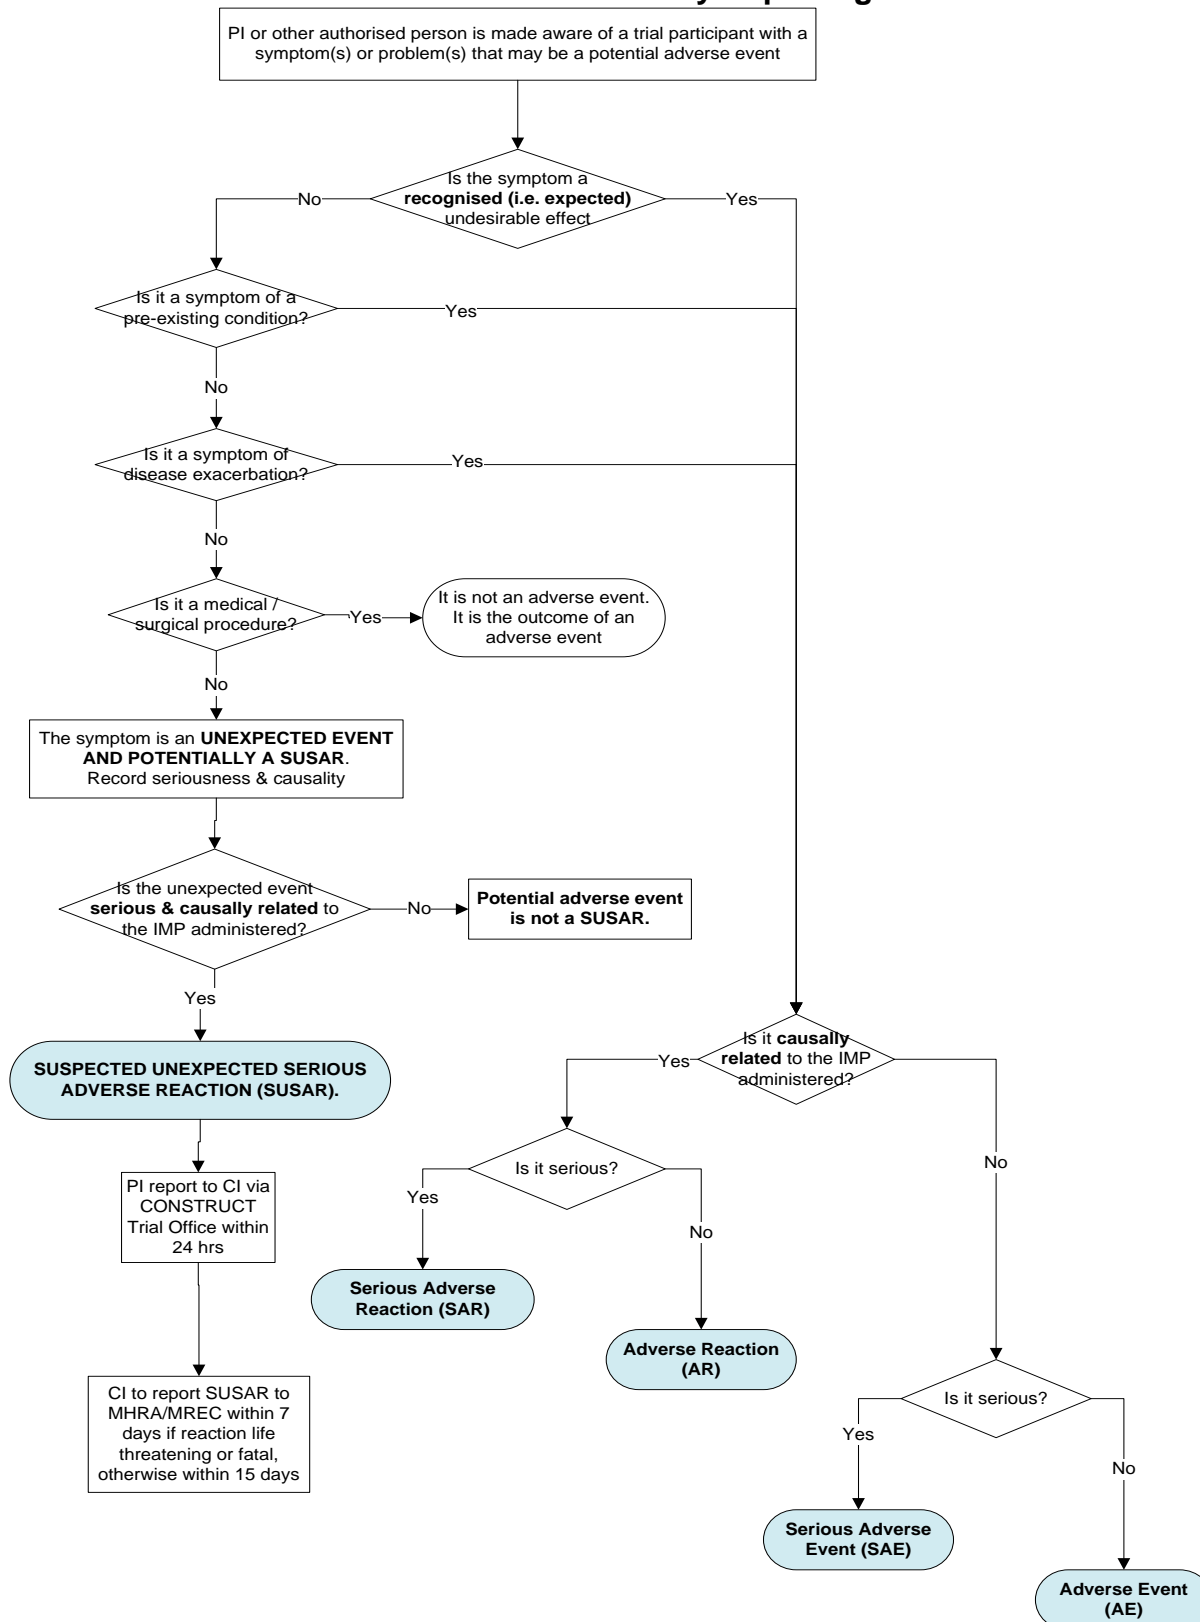 PI or other authorised person is made aware of a trial participant with a
symptom(s) or problem(s) that may be a potential adverse event
Is the symptom a
recognised (i.e. expected)
undesirable effect
No
Yes
Is it a symptom of a
pre-existing condition?
Yes
No
Is it a symptom of
disease exacerbation?
Yes
No
Is it a medical /
surgical procedure?
Yes
It is not an adverse event.
It is the outcome of an
adverse event
No
The symptom is an UNEXPECTED EVENT
AND POTENTIALLY A SUSAR.
Record seriousness & causality
Is the unexpected event
serious & causally related to
the IMP administered?
No
Potential adverse event
is not a SUSAR.
Yes
SUSPECTED UNEXPECTED SERIOUS
ADVERSE REACTION (SUSAR).
PI report to CI via
CONSTRUCT
Trial Office within
24 hrs
CI to report SUSAR to
MHRA/MREC within 7
days if reaction life
threatening or fatal,
otherwise within 15 days
Is it causally
related to the IMP
administered?
Yes
Is it serious?
Yes
Serious Adverse
Reaction (SAR)
No
Adverse Reaction
(AR)
No
Is it serious?
Yes
Serious Adverse
Event (SAE)
No
Adverse Event
(AE)